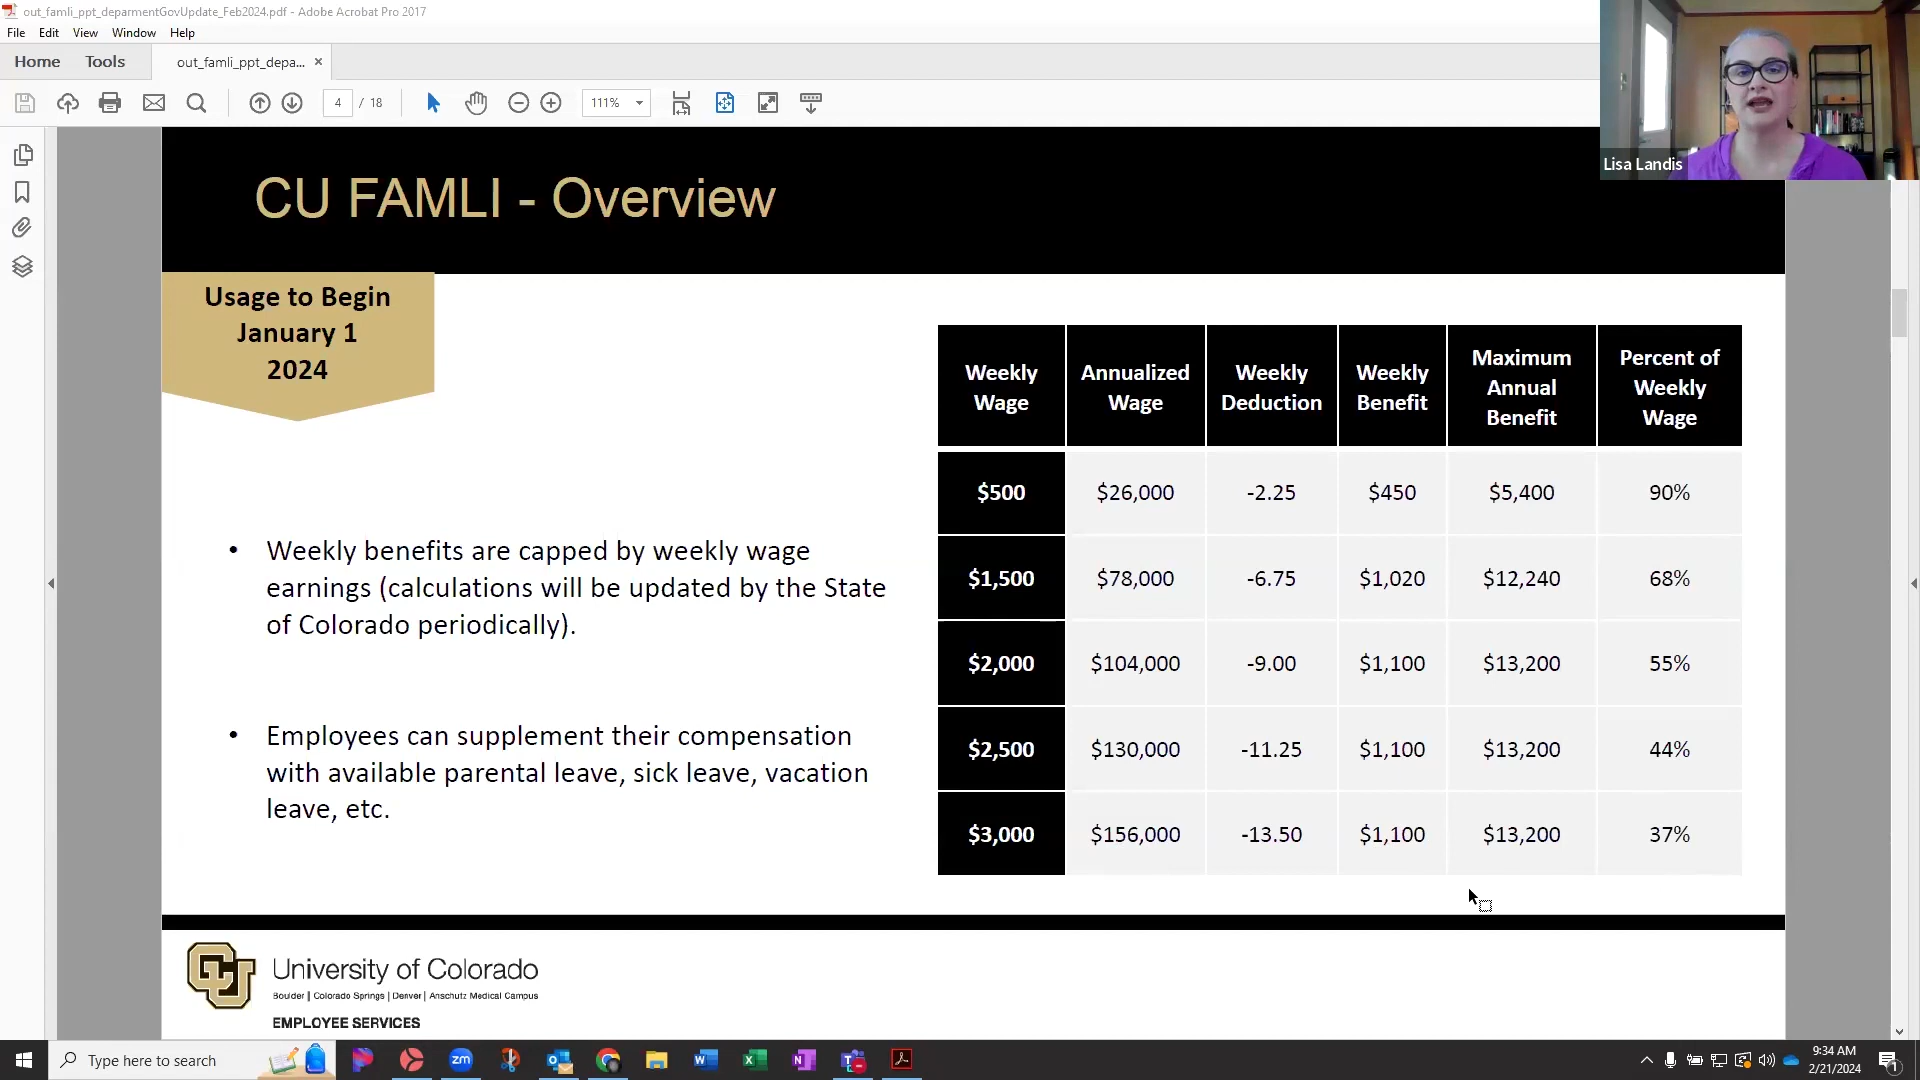 out_famli_ppt_deparmentGovUpdate_Feb2024.pdf - Adobe Acrobat Pro 2017
File Edit View Window Help
Home Tools out_famli_ppt_depa... ×
4 / 18 111%
Lisa Landis
CU FAMLI - Overview
Usage to Begin
January 1
2024
• Weekly benefits are capped by weekly wage
earnings (calculations will be updated by the State
of Colorado periodically).
• Employees can supplement their compensation
with available parental leave, sick leave, vacation
leave, etc.
Weekly Wage Annualized Wage Weekly Deduction Weekly Benefit Maximum Annual Benefit Percent of Weekly Wage
$500 $26,000 -2.25 $450 $5,400 90%
$1,500 $78,000 -6.75 $1,020 $12,240 68%
$2,000 $104,000 -9.00 $1,100 $13,200 55%
$2,500 $130,000 -11.25 $1,100 $13,200 44%
$3,000 $156,000 -13.50 $1,100 $13,200 37%
CU
University of Colorado
Boulder | Colorado Springs | Denver | Anschutz Medical Campus
EMPLOYEE SERVICES
Type here to search
zm
9:34 AM
2/21/2024
1